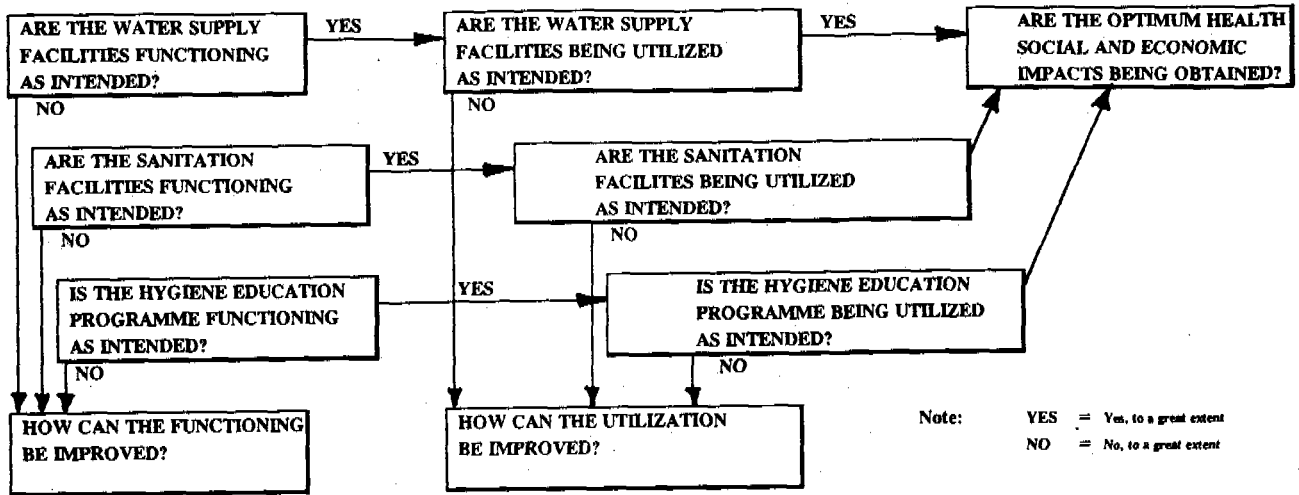 ARE THE WATER SUPPLY
FACILITIES FUNCTIONING
AS INTENDED?
YES
ARE THE WATER SUPPLY
FACILITIES BEING UTILIZED
AS INTENDED?
YES
ARE THE OPTIMUM HEALTH
SOCIAL AND ECONOMIC
IMPACTS BEING OBTAINED?
NO
NO
ARE THE SANITATION
FACILITIES FUNCTIONING
AS INTENDED?
YES
ARE THE SANITATION
FACILITES BEING UTILIZED
AS INTENDED?
NO
NO
IS THE HYGIENE EDUCATION
PROGRAMME FUNCTIONING
AS INTENDED?
YES
IS THE HYGIENE EDUCATION
PROGRAMME BEING UTILIZED
AS INTENDED?
NO
NO
HOW CAN THE FUNCTIONING
BE IMPROVED?
HOW CAN THE UTILIZATION
BE IMPROVED?
Note: YES = Yes, to a great extent
NO = No, to a great extent